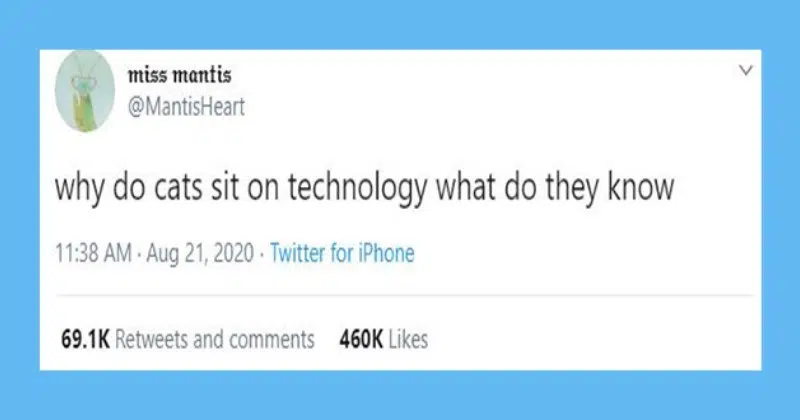 miss mantis
@MantisHeart
why do cats sit on technology what do they know
11:38 AM · Aug 21, 2020 · Twitter for iPhone
69.1K Retweets and comments 460K Likes